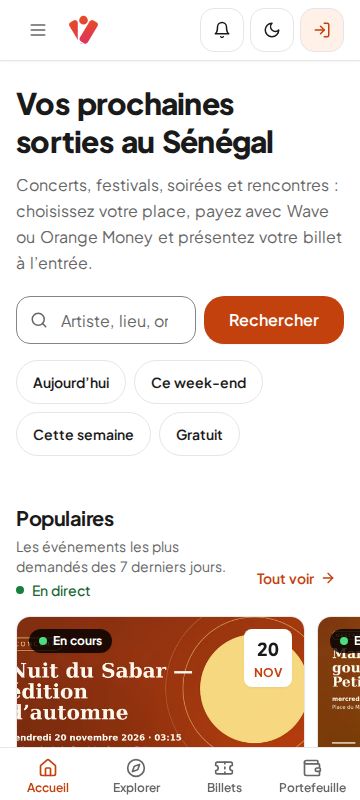 Vos prochaines
sorties au Sénégal
Concerts, festivals, soirées et rencontres :
choisissez votre place, payez avec Wave
ou Orange Money et présentez votre billet
à l’entrée.
Artiste, lieu, or
Rechercher
Aujourd’hui
Ce week-end
Cette semaine
Gratuit
Populaires
Les événements les plus
demandés des 7 derniers jours.
En direct
Tout voir
En cours
20
NOV
Nuit du Sabar —
édition
d’automne
endredi 20 novembre 2026 · 03:15
Accueil
Explorer
Billets
Portefeuille